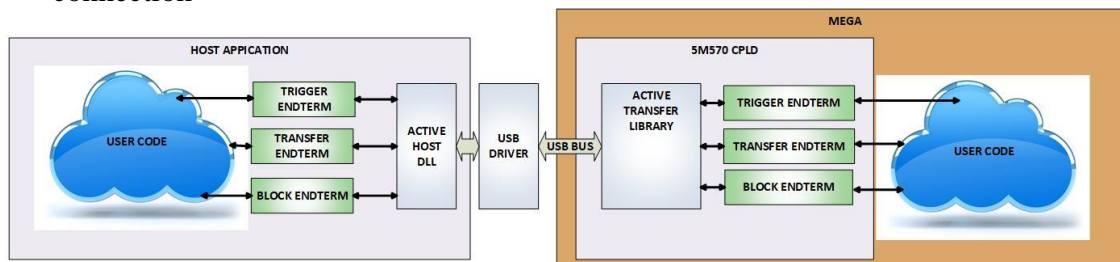 connection
MEGA
HOST APPICATION
5M570 CPLD
USER CODE
TRIGGER
ENDTERM
TRANSFER
ENDTERM
BLOCK ENDTERM
ACTIVE
HOST
DLL
USB
DRIVER
USB BUS
ACTIVE
TRANSFER
LIBRARY
TRIGGER ENDTERM
TRANSFER ENDTERM
BLOCK ENDTERM
USER CODE